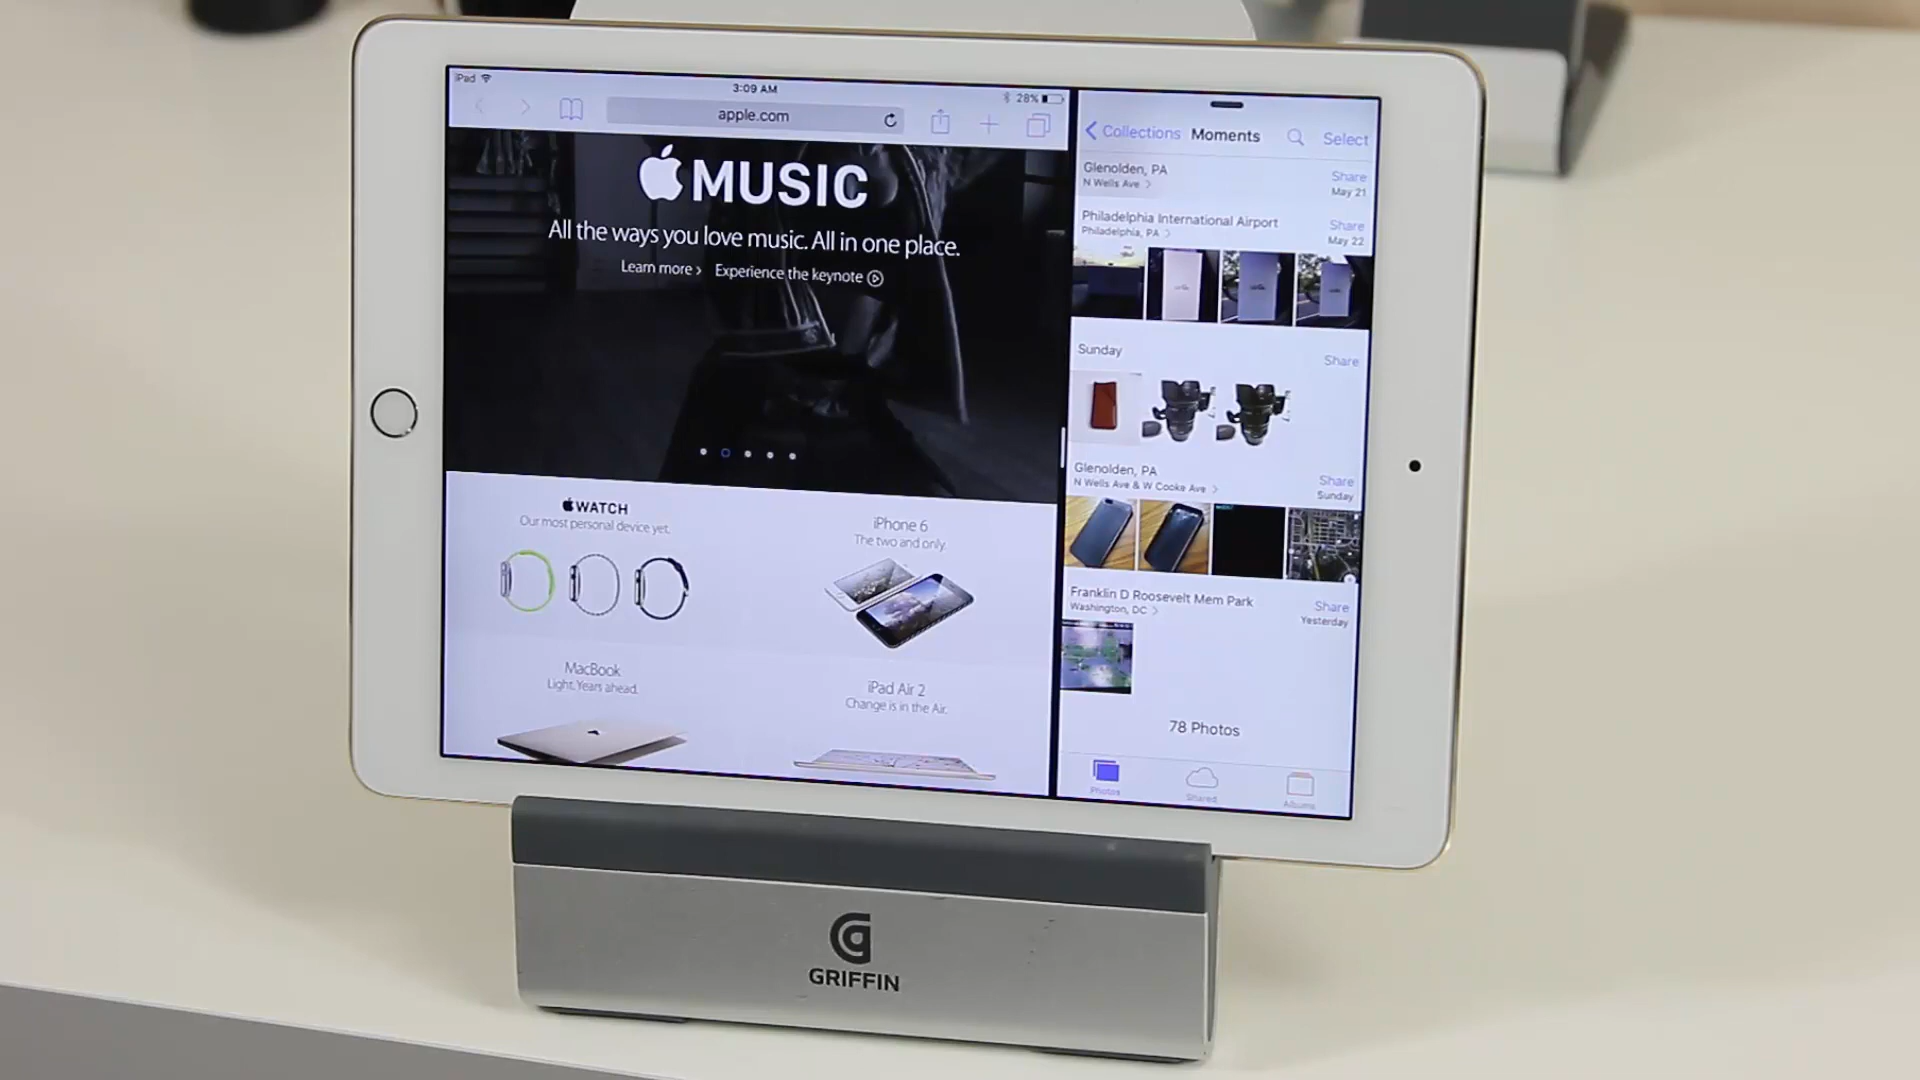 iPad
3:09 AM
28%
apple.com
MUSIC
All the ways you love music. All in one place.
Learn more › Experience the keynote
WATCH
Our most personal device yet.
iPhone 6
The two and only.
MacBook
Light. Years ahead.
iPad Air 2
Change is in the Air.
Collections Moments Select
Glenolden, PA
N Wells Ave
Share
May 21
Philadelphia International Airport
Philadelphia, PA
Share
May 22
Sunday
Share
Glenolden, PA
N Wells Ave & W Cooke Ave
Share
Sunday
Franklin D Roosevelt Mem Park
Washington, DC
Share
Yesterday
78 Photos
Photos
Shared
Albums
GRIFFIN